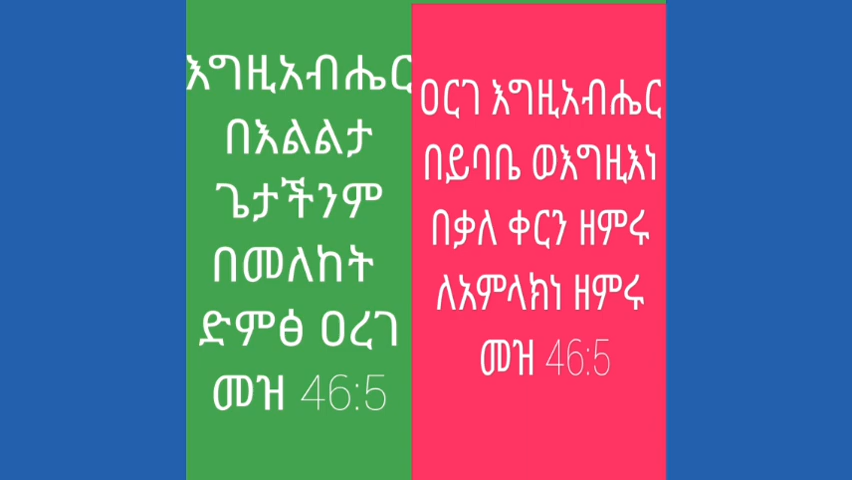 እግዚአብሔር
በእልልታ
ጌታችንም
በመለከት
ድምፅ ዐረገ
መዝ 46:5
ዐርገ እግዚአብሔር
በይባቤ ወእግዚእነ
በቃለ ቀርን ዘምሩ
ለአምላክነ ዘምሩ
መዝ 46:5